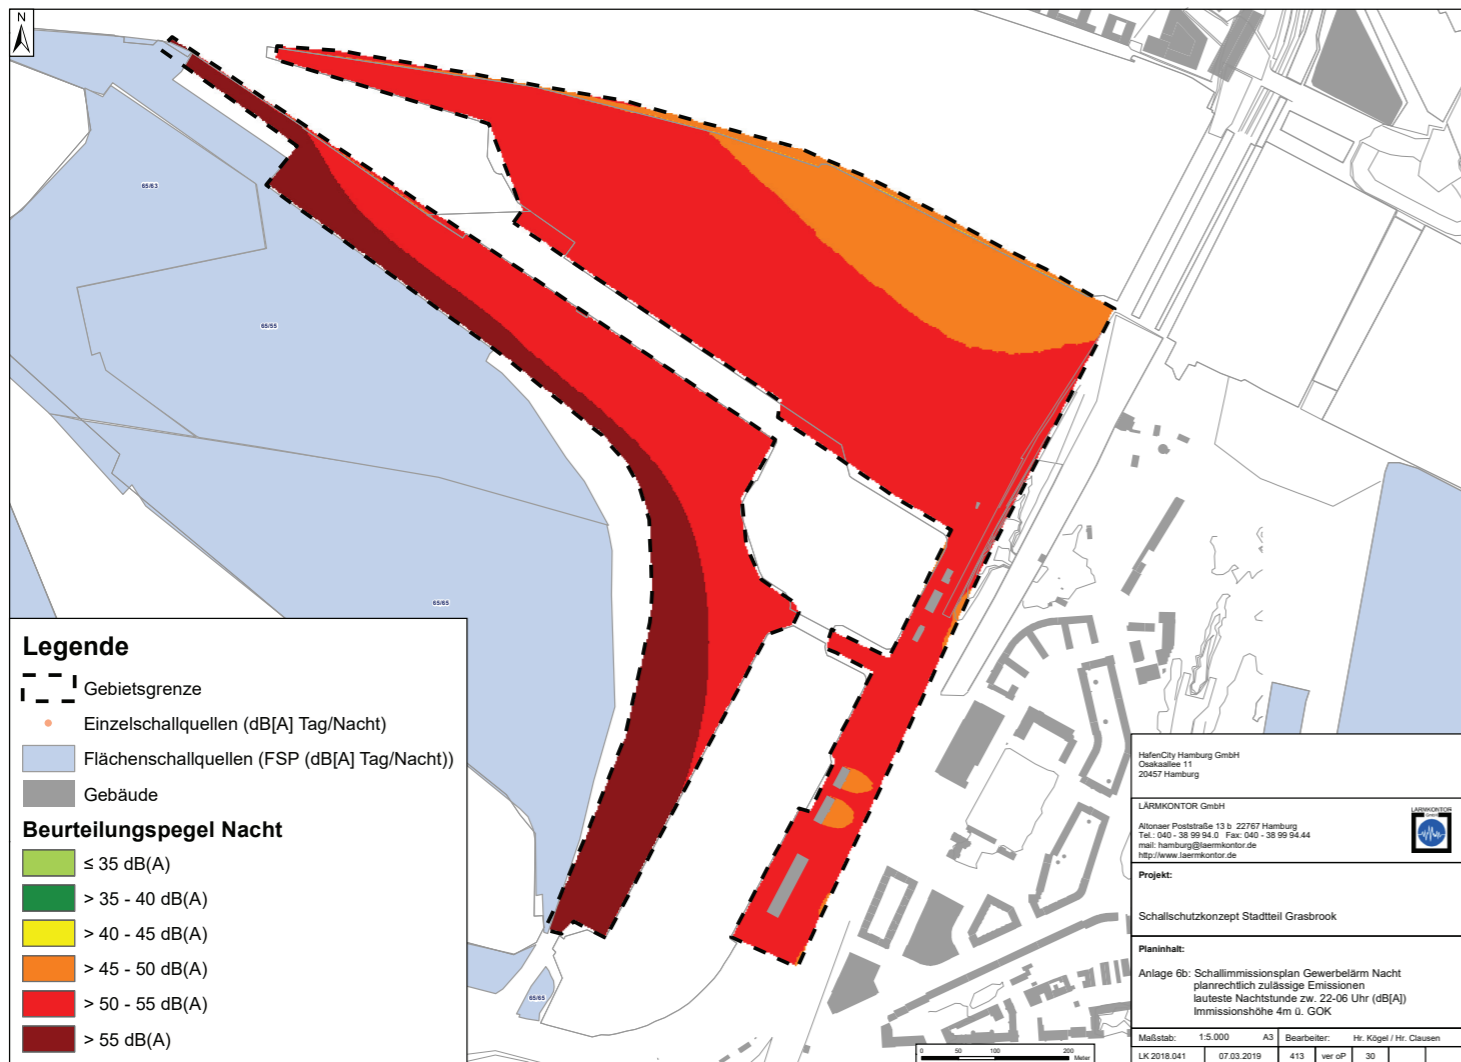 N
65/63
65/55
65/65
65/65
Legende
Gebietsgrenze
Einzelschallquellen (dB[A] Tag/Nacht)
Flächenschallquellen (FSP (dB[A] Tag/Nacht))
Gebäude
Beurteilungspegel Nacht
≤ 35 dB(A)
> 35 - 40 dB(A)
> 40 - 45 dB(A)
> 45 - 50 dB(A)
> 50 - 55 dB(A)
> 55 dB(A)
0 50 100 200
Meter
HafenCity Hamburg GmbH
Osakaallee 11
20457 Hamburg
LÄRMKONTOR GmbH
Altonaer Poststraße 13 b 22767 Hamburg
Tel.: 040 - 38 99 94.0 Fax: 040 - 38 99 94.44
mail: hamburg@laermkontor.de
http://www.laermkontor.de
LÄRMKONTOR
GmbH
Projekt:
Schallschutzkonzept Stadtteil Grasbrook
Planinhalt:
Anlage 6b: Schallimmissionsplan Gewerbelärm Nacht
planrechtlich zulässige Emissionen
lauteste Nachtstunde zw. 22-06 Uhr (dB[A])
Immissionshöhe 4m ü. GOK
Maßstab: 1:5.000 A3 Bearbeiter: Hr. Kögel / Hr. Clausen
LK 2018.041 07.03.2019 413 ver oP 30